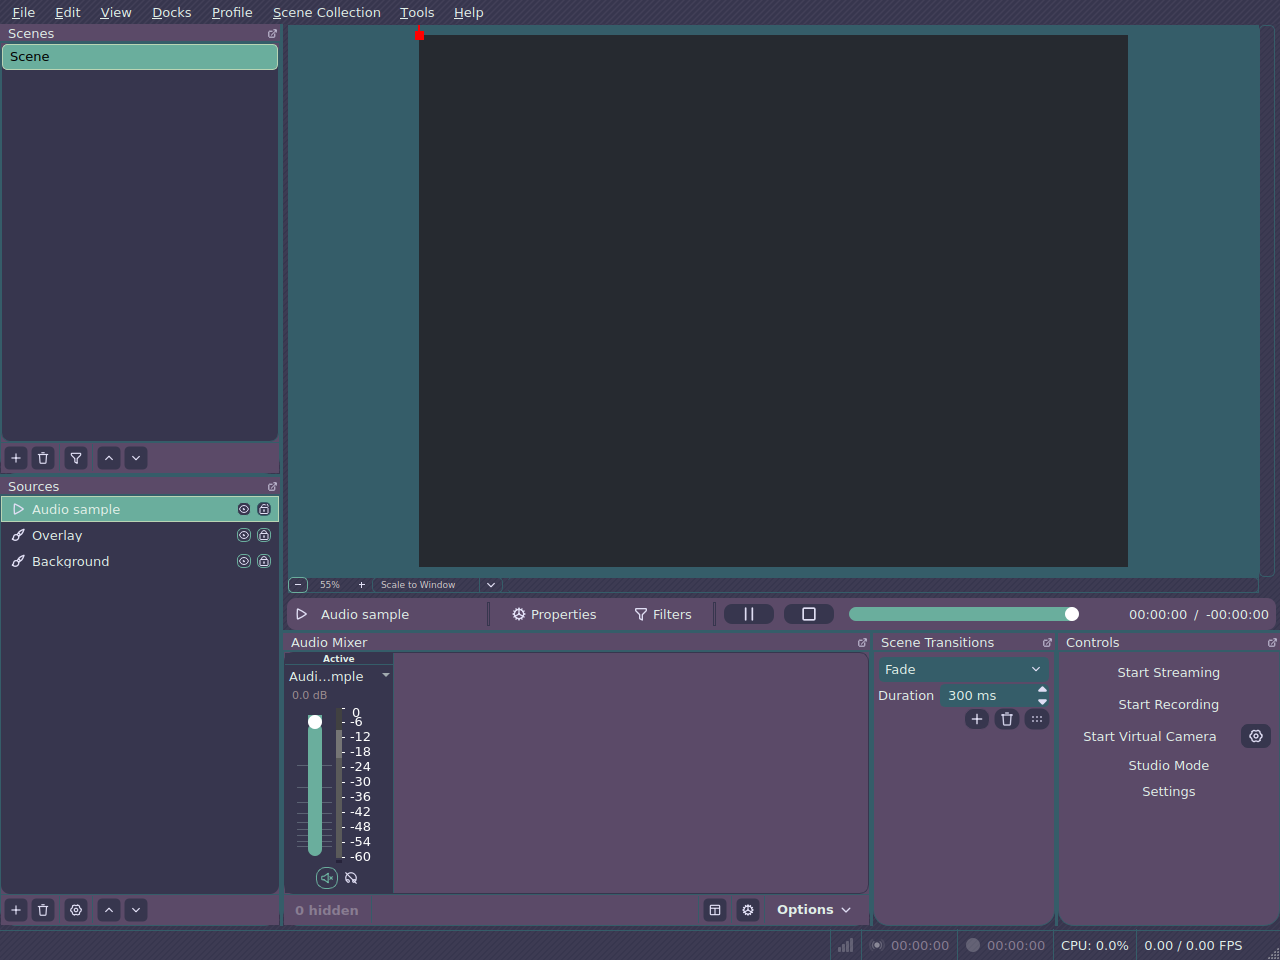 File Edit View Docks Profile Scene Collection Tools Help
Scenes
Scene
Sources
Audio sample
Overlay
Background
55% Scale to Window
Audio sample Properties Filters 00:00:00 / -00:00:00
Audio Mixer
Active
Audi...mple
0.0 dB
0
-6
-12
-18
-24
-30
-36
-42
-48
-54
-60
0 hidden Options
Scene Transitions
Fade
Duration 300 ms
Controls
Start Streaming
Start Recording
Start Virtual Camera
Studio Mode
Settings
00:00:00 00:00:00 CPU: 0.0% 0.00 / 0.00 FPS